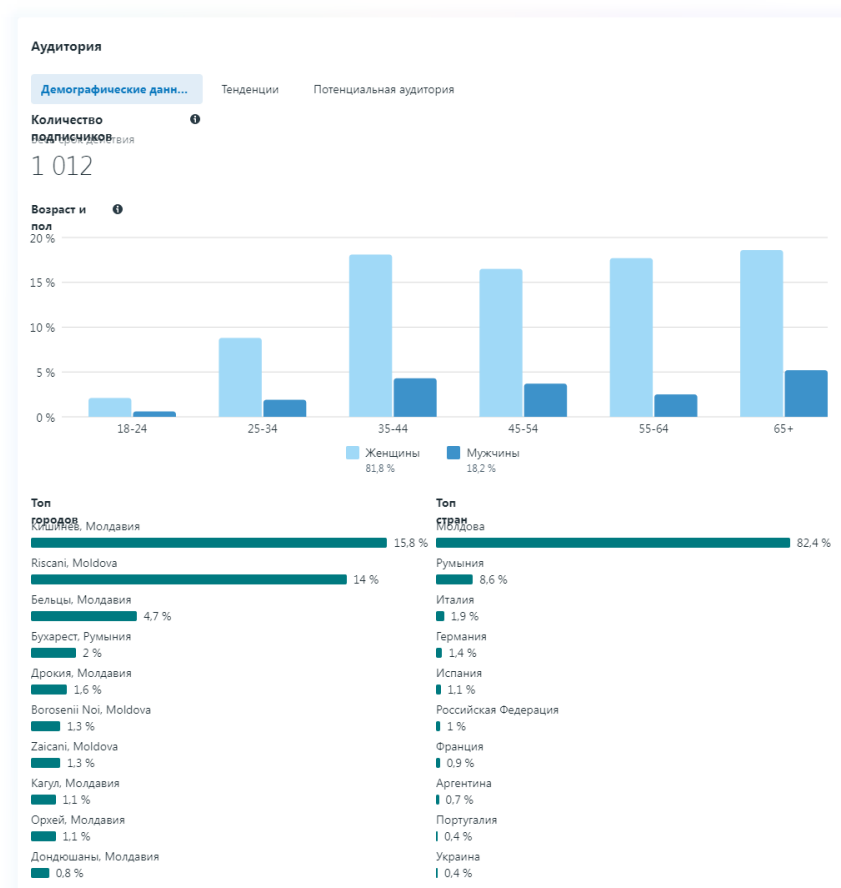 Аудитория
Демографические данн...
Тенденции
Потенциальная аудитория
Количество
подписчиков
Весь срок действия
1 012
Возраст и
пол
20 %
15 %
10 %
5 %
0 %
18-24
25-34
35-44
45-54
55-64
65+
Женщины
81,8 %
Мужчины
18,2 %
Топ
городов
Кишинев, Молдавия
15,8 %
Riscani, Moldova
14 %
Бельцы, Молдавия
4,7 %
Бухарест, Румыния
2 %
Дрокия, Молдавия
1,6 %
Borosenii Noi, Moldova
1,3 %
Zaicani, Moldova
1,3 %
Кагул, Молдавия
1,1 %
Орхей, Молдавия
1,1 %
Дондюшаны, Молдавия
0,8 %
Топ
стран
Молдова
82,4 %
Румыния
8,6 %
Италия
1,9 %
Германия
1,4 %
Испания
1,1 %
Российская Федерация
1 %
Франция
0,9 %
Аргентина
0,7 %
Португалия
0,4 %
Украина
0,4 %